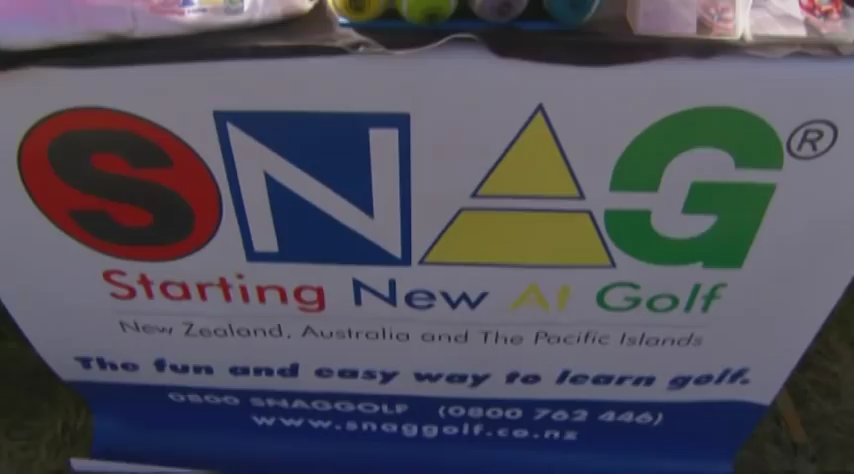 SNAG®
Starting New At Golf
New Zealand, Australia and The Pacific Islands
The fun and easy way to learn golf.
0800 SNAGGOLF (0800 762 446)
www.snaggolf.co.nz